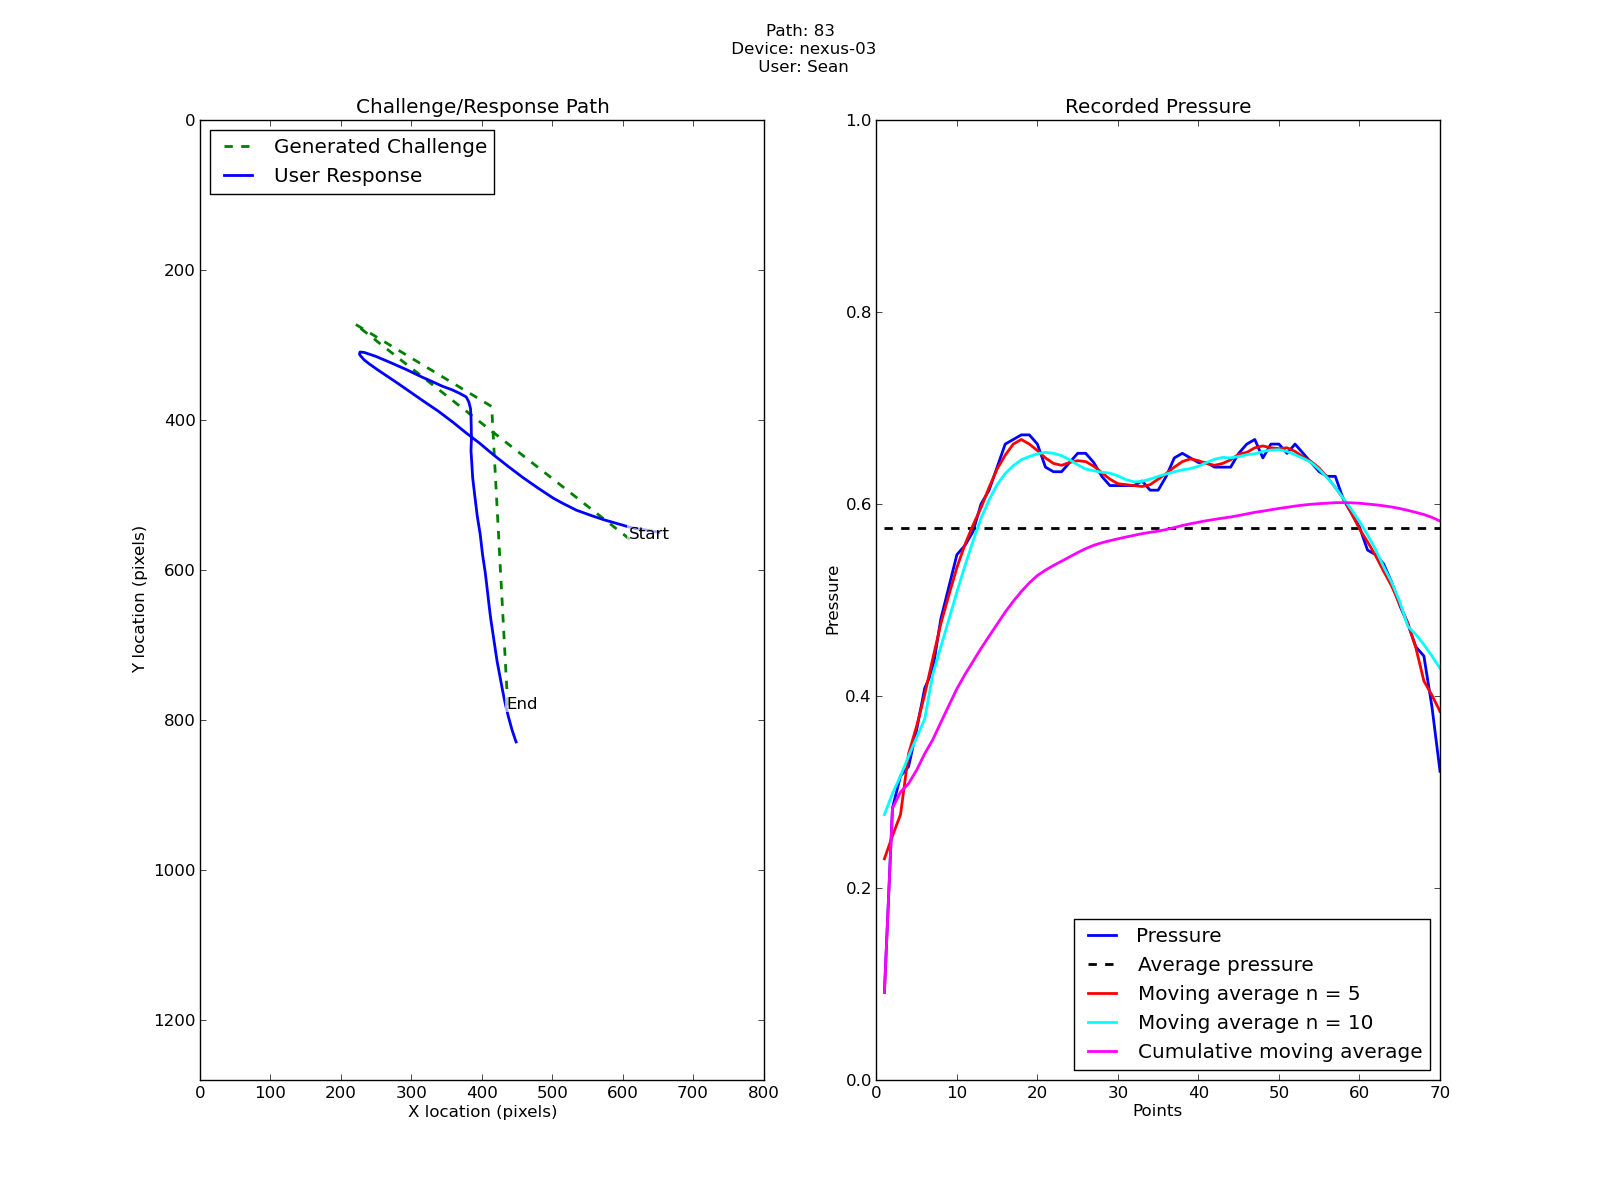 Path: 83
Device: nexus-03
User: Sean
Challenge/Response Path
Generated Challenge
User Response
0
200
400
600
800
1000
1200
Y location (pixels)
Start
End
0 100 200 300 400 500 600 700 800
X location (pixels)
Recorded Pressure
1.0
0.8
0.6
0.4
0.2
0.0
Pressure
Pressure
Average pressure
Moving average n = 5
Moving average n = 10
Cumulative moving average
0 10 20 30 40 50 60 70
Points